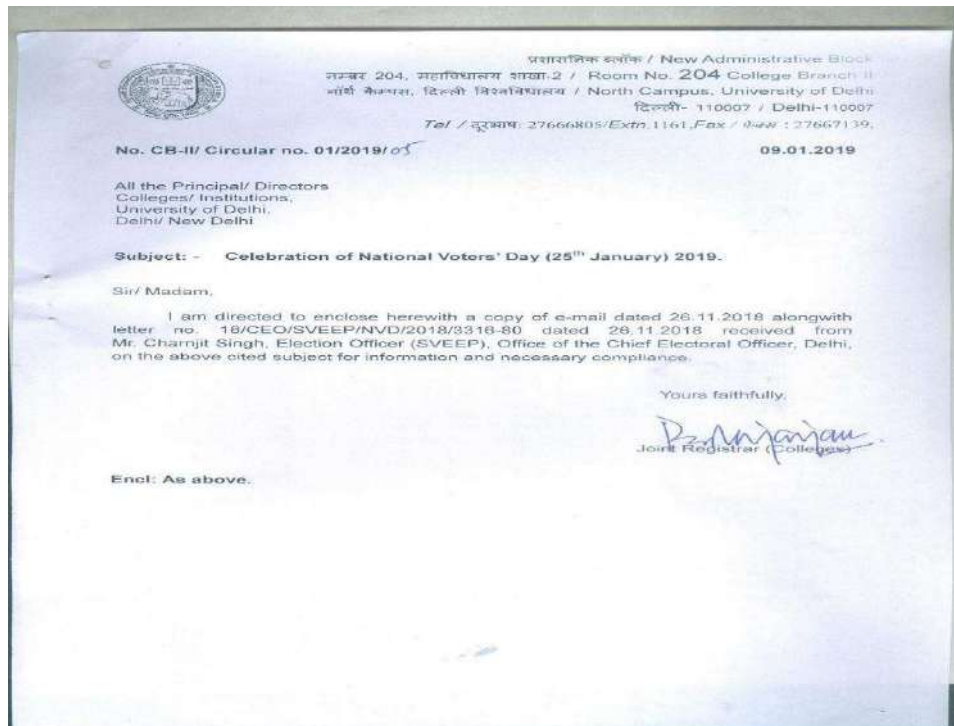 प्रशासनिक ब्लॉक / New Administrative Block
नम्बर 204, महाविधालय शाखा-2 / Room No. 204 College Branch II
नॉर्थ कैम्पस, दिल्ली विश्वविधालय / North Campus, University of Delhi
दिल्ली- 110007 / Delhi-110007
Tel / दूरभाष: 27666805/Extn.1161,Fax / फैक्स : 27667139,
No. CB-II/ Circular no. 01/2019/05
09.01.2019
All the Principal/ Directors
Colleges/ Institutions,
University of Delhi,
Delhi/ New Delhi
Subject: - Celebration of National Voters' Day (25th January) 2019.
Sir/ Madam,
I am directed to enclose herewith a copy of e-mail dated 26.11.2018 alongwith
letter no. 18/CEO/SVEEP/NVD/2018/3316-80 dated 26.11.2018 received from
Mr. Charnjit Singh, Election Officer (SVEEP), Office of the Chief Electoral Officer, Delhi,
on the above cited subject for information and necessary compliance.
Yours faithfully,
Joint Registrar (Colleges)
Encl: As above.